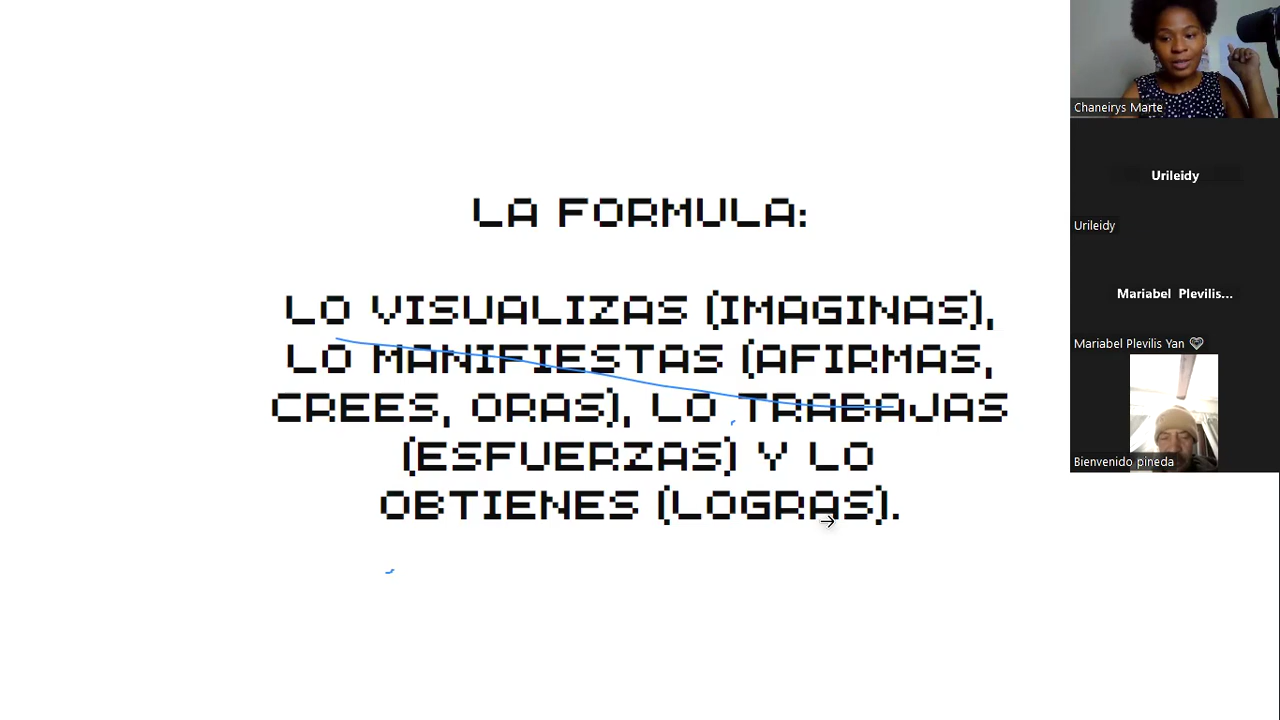 LA FORMULA:
LO VISUALIZAS (IMAGINAS),
LO MANIFIESTAS (AFIRMAS,
CREES, ORAS), LO TRABAJAS
(ESFUERZAS) Y LO
OBTIENES (LOGRAS).
Chaneirys Marte
Urileidy
Urileidy
Mariabel Plevilis...
Mariabel Plevilis Yan
Bienvenido pineda